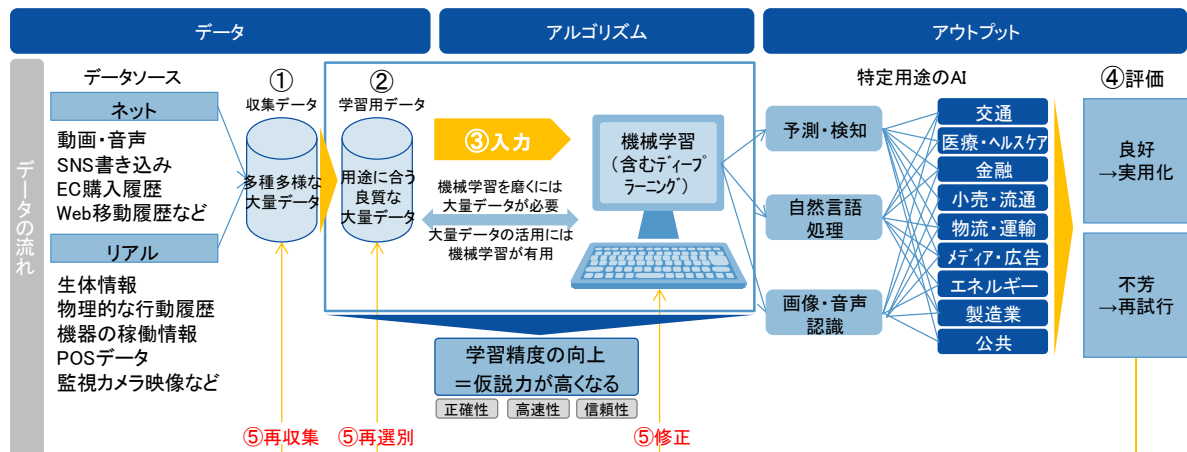 データ
アルゴリズム
アウトプット
データの流れ
データソース
ネット
動画・音声
SNS書き込み
EC購入履歴
Web移動履歴など
リアル
生体情報
物理的な行動履歴
機器の稼働情報
POSデータ
監視カメラ映像など
①
収集データ
多種多様な
大量データ
②
学習用データ
用途に合う
良質な
大量データ
③入力
機械学習を磨くには
大量データが必要
大量データの活用には
機械学習が有用
機械学習
(含むディープ
ラーニング)
学習精度の向上
＝仮説力が高くなる
正確性
高速性
信頼性
特定用途のAI
予測・検知
自然言語
処理
画像・音声
認識
交通
医療・ヘルスケア
金融
小売・流通
物流・運輸
メディア・広告
エネルギー
製造業
公共
④評価
良好
→実用化
不芳
→再試行
⑤再収集
⑤再選別
⑤修正